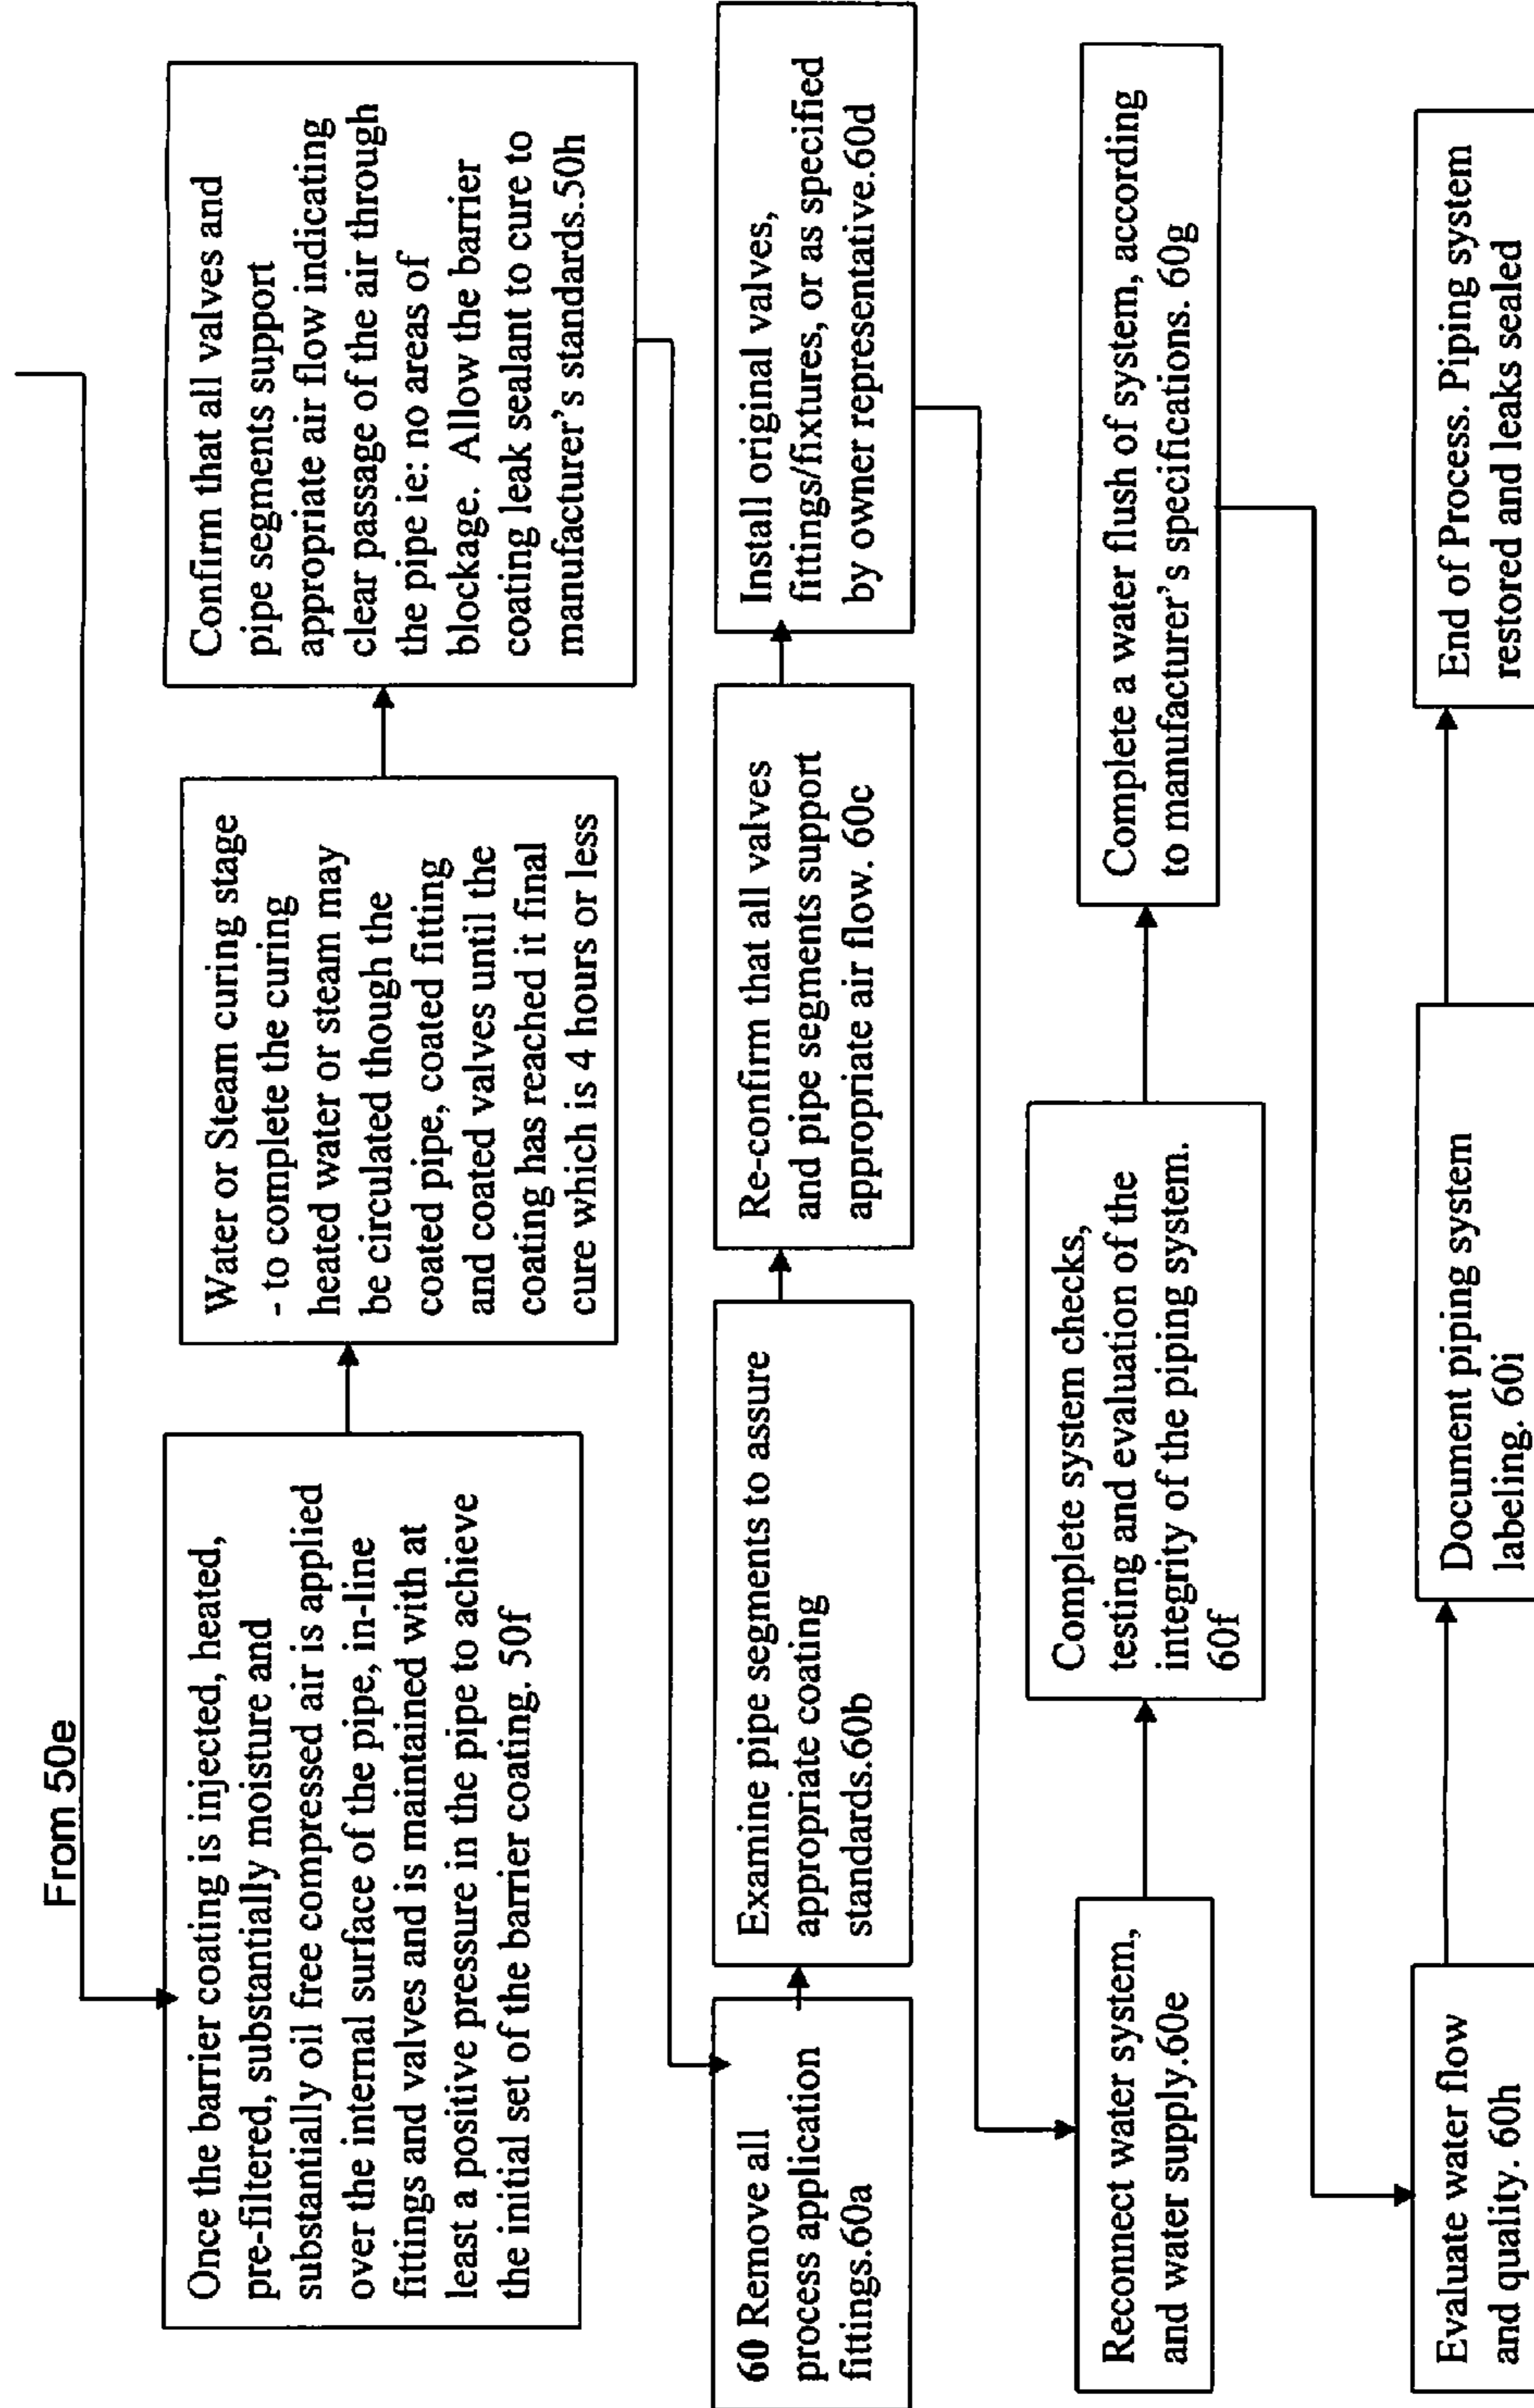 From 50e
Once the barrier coating is injected, heated,
pre-filtered, substantially moisture and
substantially oil free compressed air is applied
over the internal surface of the pipe, in-line
fittings and valves and is maintained with at
least a positive pressure in the pipe to achieve
the initial set of the barrier coating. 50f
Water or Steam curing stage
- to complete the curing
heated water or steam may
be circulated though the
coated pipe, coated fitting
and coated valves until the
coating has reached it final
cure which is 4 hours or less
Confirm that all valves and
pipe segments support
appropriate air flow indicating
clear passage of the air through
the pipe ie: no areas of
blockage. Allow the barrier
coating leak sealant to cure to
manufacturer's standards.50h
60 Remove all
process application
fittings.60a
Examine pipe segments to assure
appropriate coating
standards.60b
Re-confirm that all valves
and pipe segments support
appropriate air flow. 60c
Install original valves,
fittings/fixtures, or as specified
by owner representative.60d
Reconnect water system,
and water supply.60e
Complete system checks,
testing and evaluation of the
integrity of the piping system.
60f
Complete a water flush of system, according
to manufacturer's specifications. 60g
Evaluate water flow
and quality. 60h
Document piping system
labeling. 60i
End of Process. Piping system
restored and leaks sealed